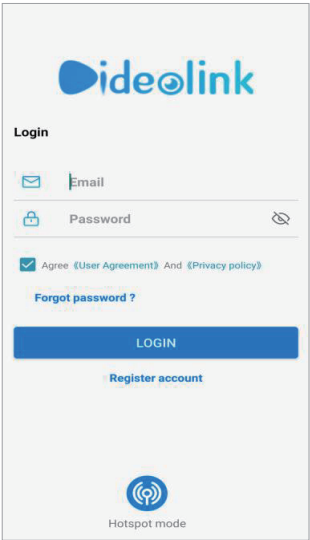 Videolink
Login
Email
Password
Agree 《User Agreement》 And 《Privacy policy》
Forgot password ?
LOGIN
Register account
Hotspot mode